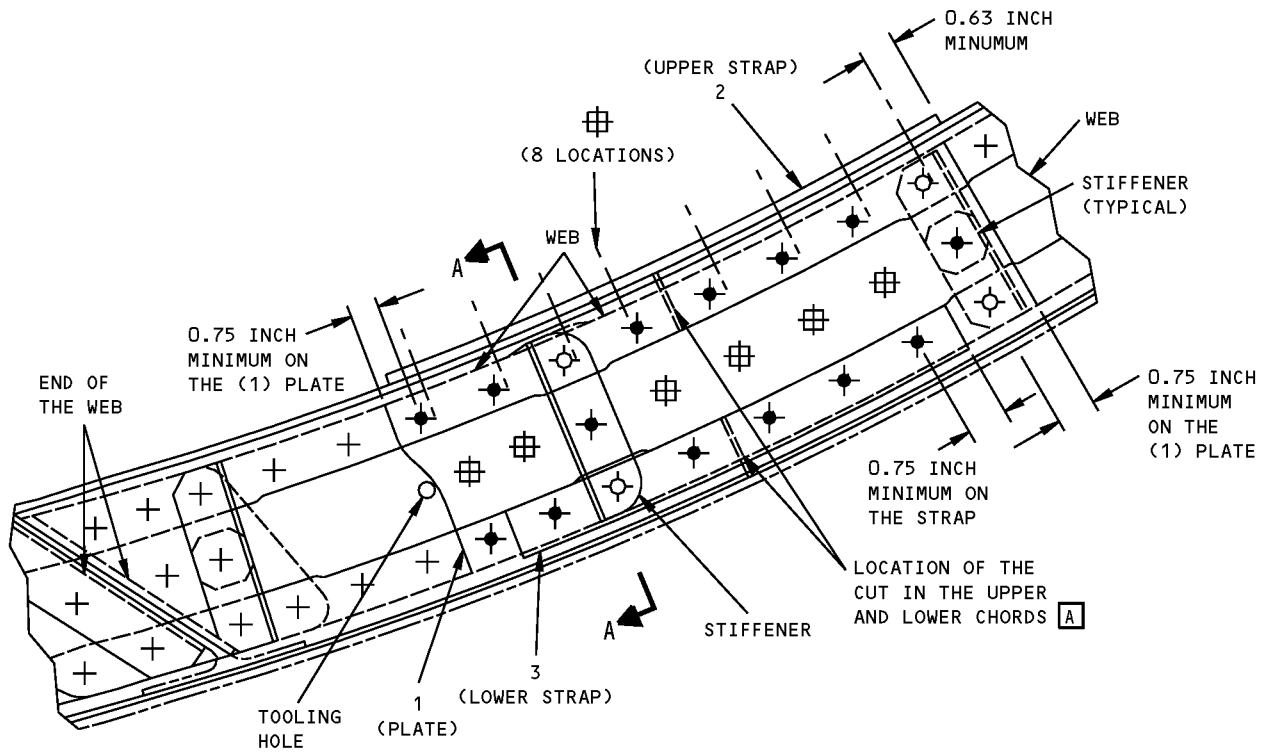 0.63 INCH
MINUMUM
(UPPER STRAP)
2
(8 LOCATIONS)
WEB
STIFFENER
(TYPICAL)
WEB
A
0.75 INCH
MINIMUM ON
THE (1) PLATE
END OF
THE WEB
0.75 INCH
MINIMUM
ON THE
(1) PLATE
0.75 INCH
MINIMUM ON
THE STRAP
LOCATION OF THE
CUT IN THE UPPER
AND LOWER CHORDS A
A
STIFFENER
3
(LOWER STRAP)
1
(PLATE)
TOOLING
HOLE